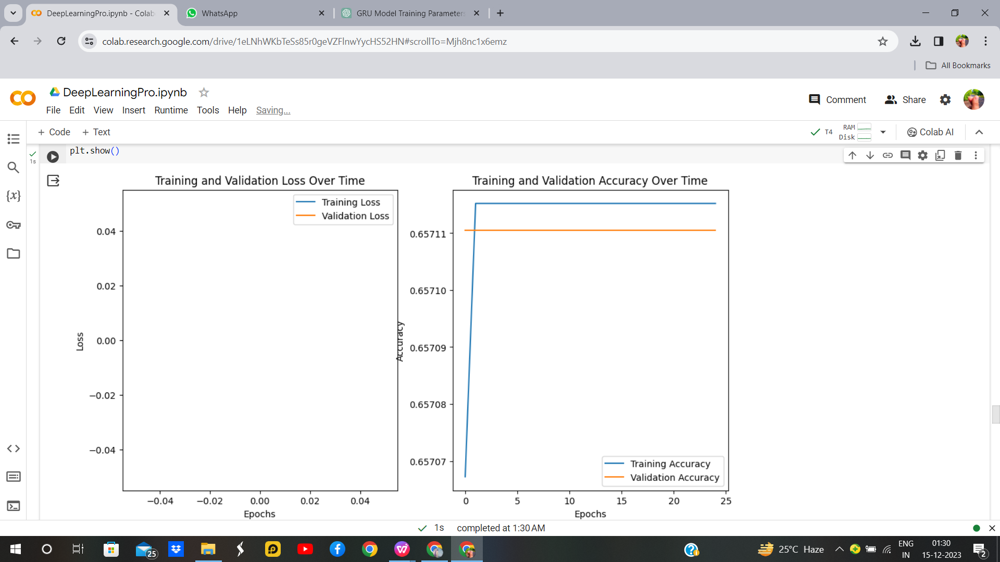 DeepLearningPro.ipynb - Colab
WhatsApp
GRU Model Training Parameters
colab.research.google.com/drive/1eLNhWKbTeSs85r0geVZFlnwYycHS52HN#scrollTo=Mjh8nc1x6emz
All Bookmarks
DeepLearningPro.ipynb
Comment
Share
File Edit View Insert Runtime Tools Help Saving...
+ Code + Text
T4
RAM
Disk
Colab AI
plt.show()
1s
{x}
Training and Validation Loss Over Time
Training Loss
Validation Loss
0.04
0.02
0.00
−0.02
−0.04
Loss
−0.04 −0.02 0.00 0.02 0.04
Epochs
Training and Validation Accuracy Over Time
0.65711
0.65710
0.65709
0.65708
0.65707
Accuracy
Training Accuracy
Validation Accuracy
0 5 10 15 20 25
Epochs
1s completed at 1:30 AM
25
25°C Haze
ENG
IN
01:30
15-12-2023
2